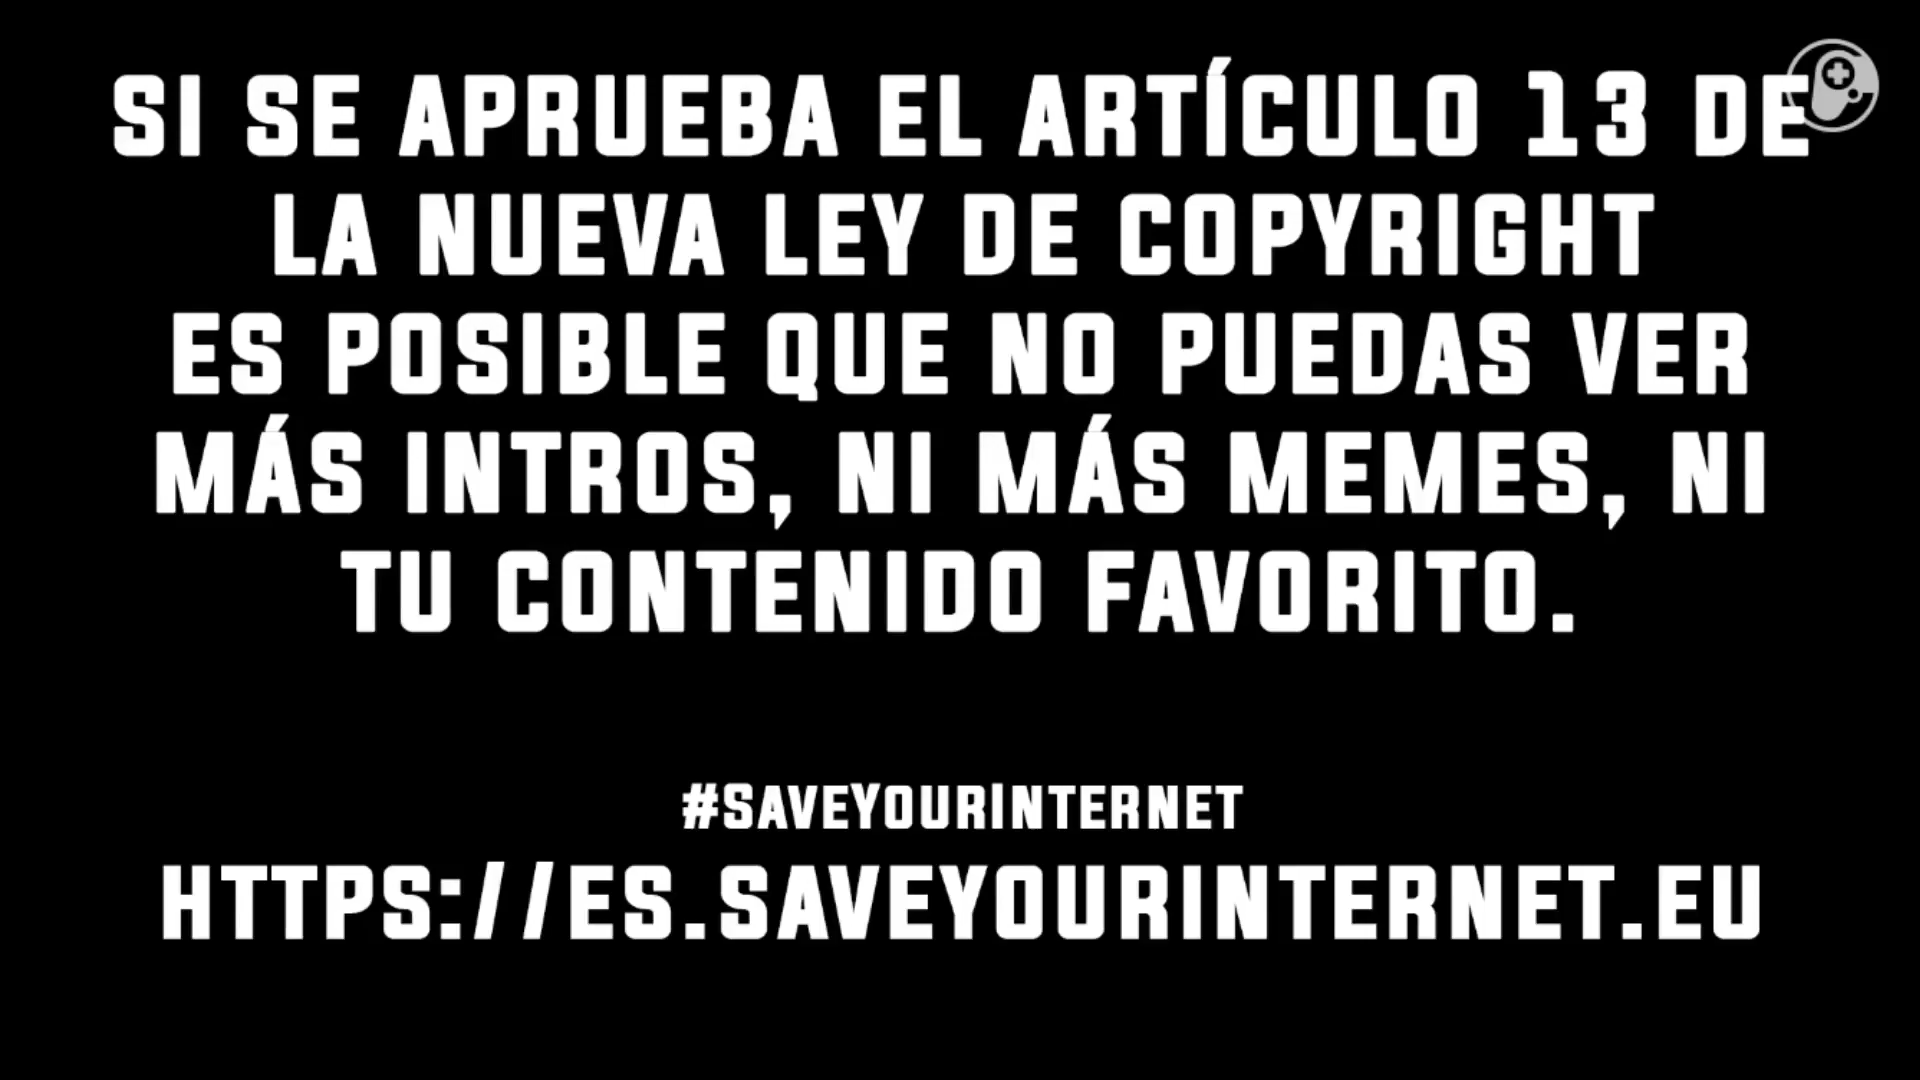 SI SE APRUEBA EL ARTÍCULO 13 DE
LA NUEVA LEY DE COPYRIGHT
ES POSIBLE QUE NO PUEDAS VER
MÁS INTROS, NI MÁS MEMES, NI
TU CONTENIDO FAVORITO.
#SAVEYOURINTERNET
HTTPS://ES.SAVEYOURINTERNET.EU